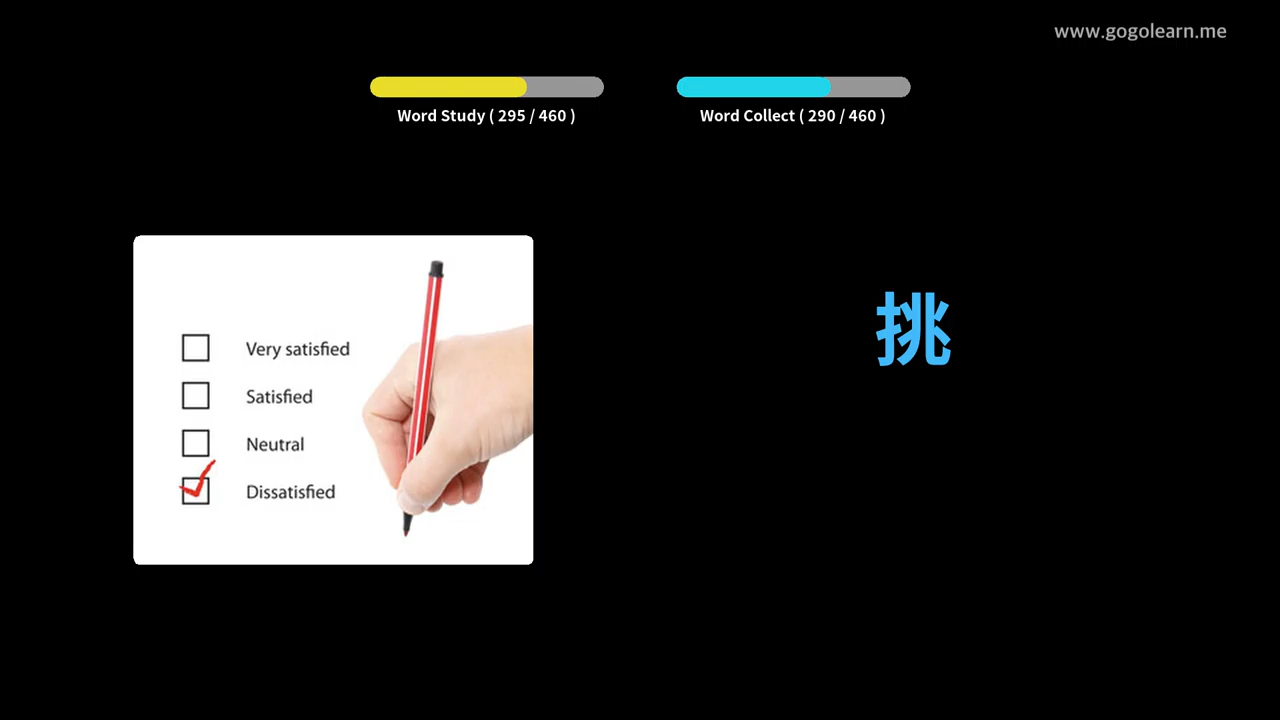 www.gogolearn.me
Word Study ( 295 / 460 )
Word Collect ( 290 / 460 )
挑
Very satisfied
Satisfied
Neutral
Dissatisfied